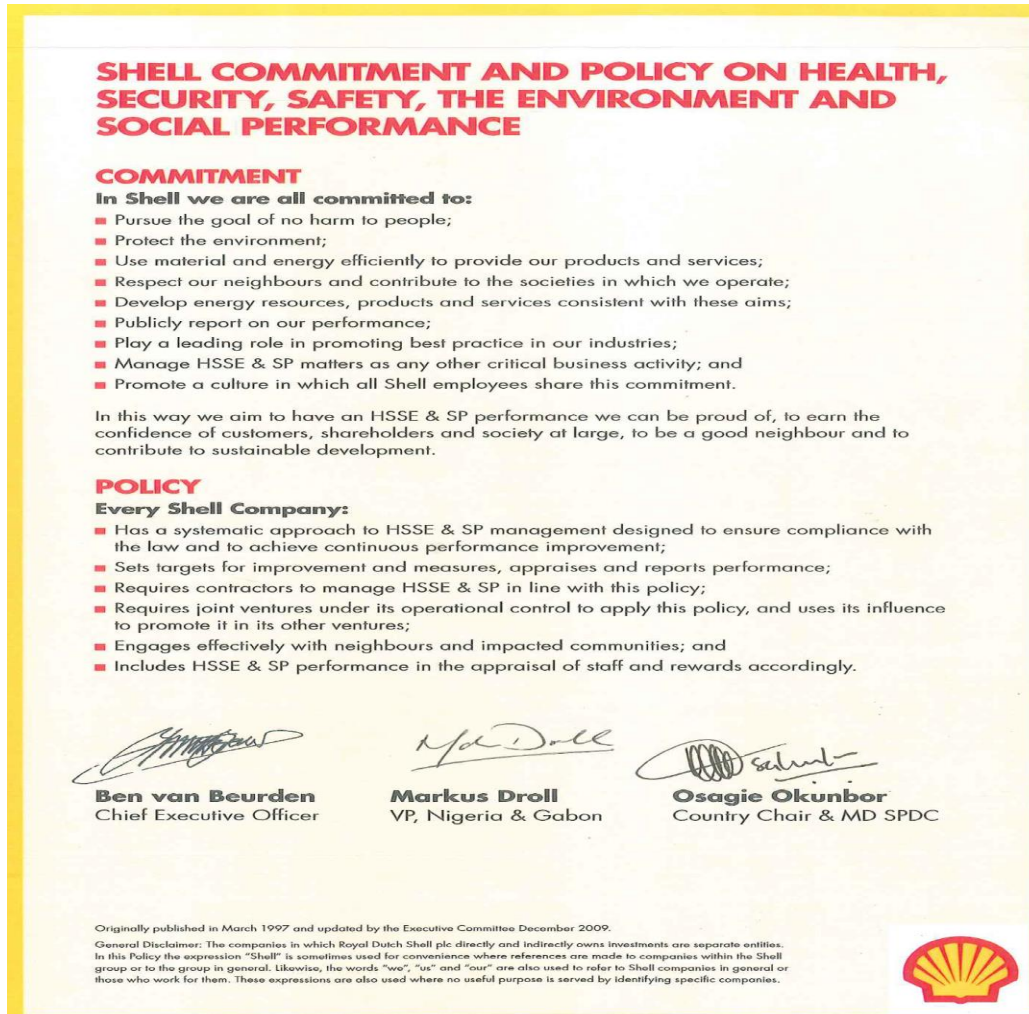 SHELL COMMITMENT AND POLICY ON HEALTH,
SECURITY, SAFETY, THE ENVIRONMENT AND
SOCIAL PERFORMANCE
COMMITMENT
In Shell we are all committed to:
Pursue the goal of no harm to people;
Protect the environment;
Use material and energy efficiently to provide our products and services;
Respect our neighbours and contribute to the societies in which we operate;
Develop energy resources, products and services consistent with these aims;
Publicly report on our performance;
Play a leading role in promoting best practice in our industries;
Manage HSSE & SP matters as any other critical business activity; and
Promote a culture in which all Shell employees share this commitment.
In this way we aim to have an HSSE & SP performance we can be proud of, to earn the
confidence of customers, shareholders and society at large, to be a good neighbour and to
contribute to sustainable development.
POLICY
Every Shell Company:
Has a systematic approach to HSSE & SP management designed to ensure compliance with
the law and to achieve continuous performance improvement;
Sets targets for improvement and measures, appraises and reports performance;
Requires contractors to manage HSSE & SP in line with this policy;
Requires joint ventures under its operational control to apply this policy, and uses its influence
to promote it in its other ventures;
Engages effectively with neighbours and impacted communities; and
Includes HSSE & SP performance in the appraisal of staff and rewards accordingly.
Ben van Beurden
Chief Executive Officer
Markus Droll
VP, Nigeria & Gabon
Osagie Okunbor
Country Chair & MD SPDC
Originally published in March 1997 and updated by the Executive Committee December 2009.
General Disclaimer: The companies in which Royal Dutch Shell plc directly and indirectly owns investments are separate entities.
In this Policy the expression "Shell" is sometimes used for convenience where references are made to companies within the Shell
group or to the group in general. Likewise, the words "we", "us" and "our" are also used to refer to Shell companies in general or
those who work for them. These expressions are also used where no useful purpose is served by identifying specific companies.